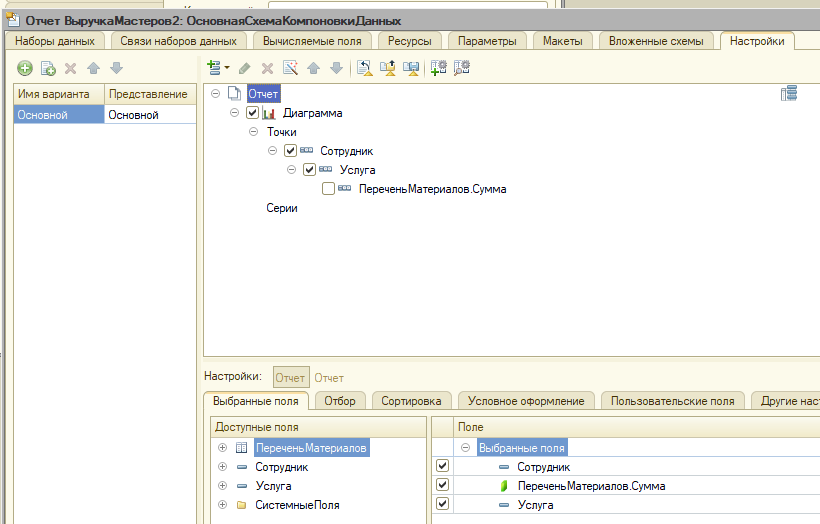 Отчет ВыручкаМастеров2: ОсновнаяСхемаКомпоновкиДанных
Наборы данных Связи наборов данных Вычисляемые поля Ресурсы Параметры Макеты Вложенные схемы Настройки
Имя варианта Представление
Основной Основной
Отчет
Диаграмма
Точки
Сотрудник
Услуга
ПереченьМатериалов.Сумма
Серии
Настройки: Отчет Отчет
Выбранные поля Отбор Сортировка Условное оформление Пользовательские поля Другие нас
Доступные поля
ПереченьМатериалов
Сотрудник
Услуга
СистемныеПоля
Поле
Выбранные поля
Сотрудник
ПереченьМатериалов.Сумма
Услуга